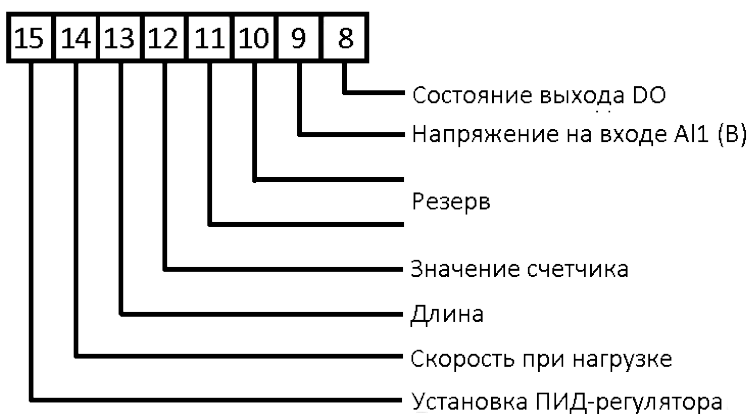 15 14 13 12 11 10 9 8
Состояние выхода DO
Напряжение на входе Al1 (В)
Резерв
Значение счетчика
Длина
Скорость при нагрузке
Установка ПИД-регулятора